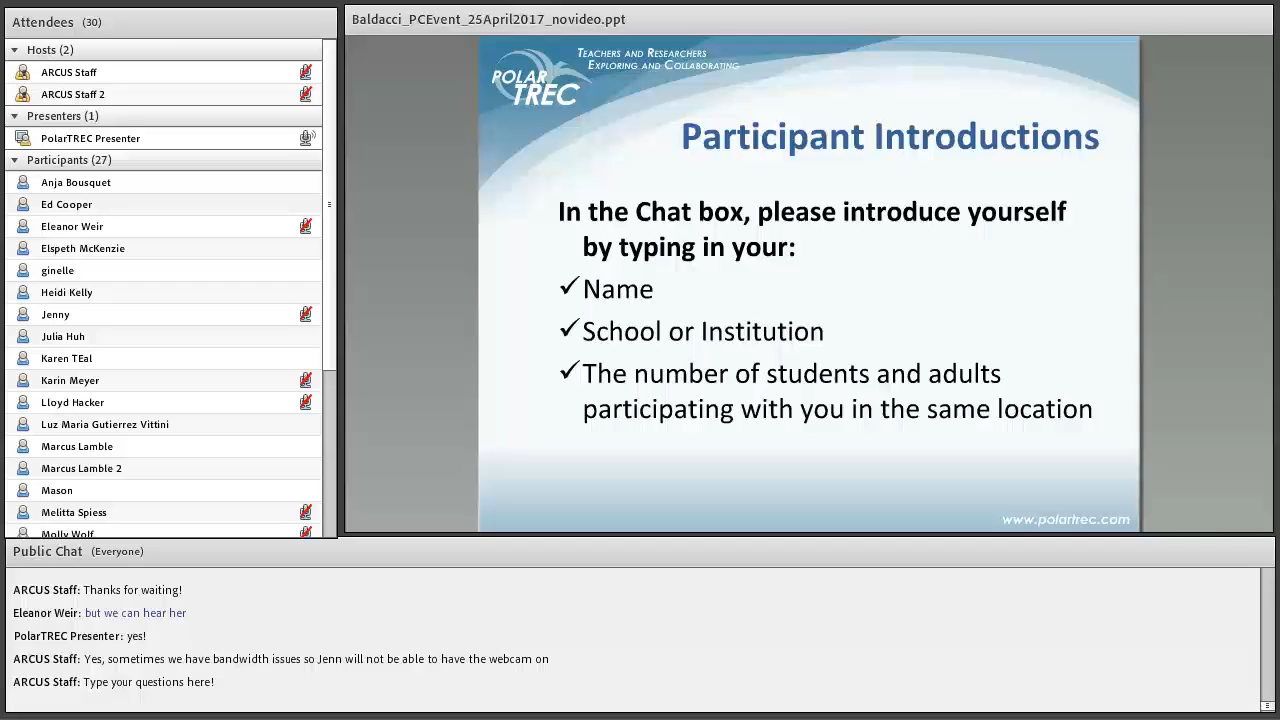 Attendees (30)
Hosts (2)
ARCUS Staff
ARCUS Staff 2
Presenters (1)
PolarTREC Presenter
Participants (27)
Anja Bousquet
Ed Cooper
Eleanor Weir
Elspeth McKenzie
ginelle
Heidi Kelly
Jenny
Julia Huh
Karen TEal
Karin Meyer
Lloyd Hacker
Luz Maria Gutierrez Vittini
Marcus Lamble
Marcus Lamble 2
Mason
Melitta Spiess
Molly Wolf
Baldacci_PCEvent_25April2017_novideo.ppt
TEACHERS AND RESEARCHERS
EXPLORING AND COLLABORATING
POLAR
TREC
Participant Introductions
In the Chat box, please introduce yourself
by typing in your:
✓Name
✓School or Institution
✓The number of students and adults
participating with you in the same location
www.polartrec.com
Public Chat (Everyone)
ARCUS Staff: Thanks for waiting!
Eleanor Weir: but we can hear her
PolarTREC Presenter: yes!
ARCUS Staff: Yes, sometimes we have bandwidth issues so Jenn will not be able to have the webcam on
ARCUS Staff: Type your questions here!